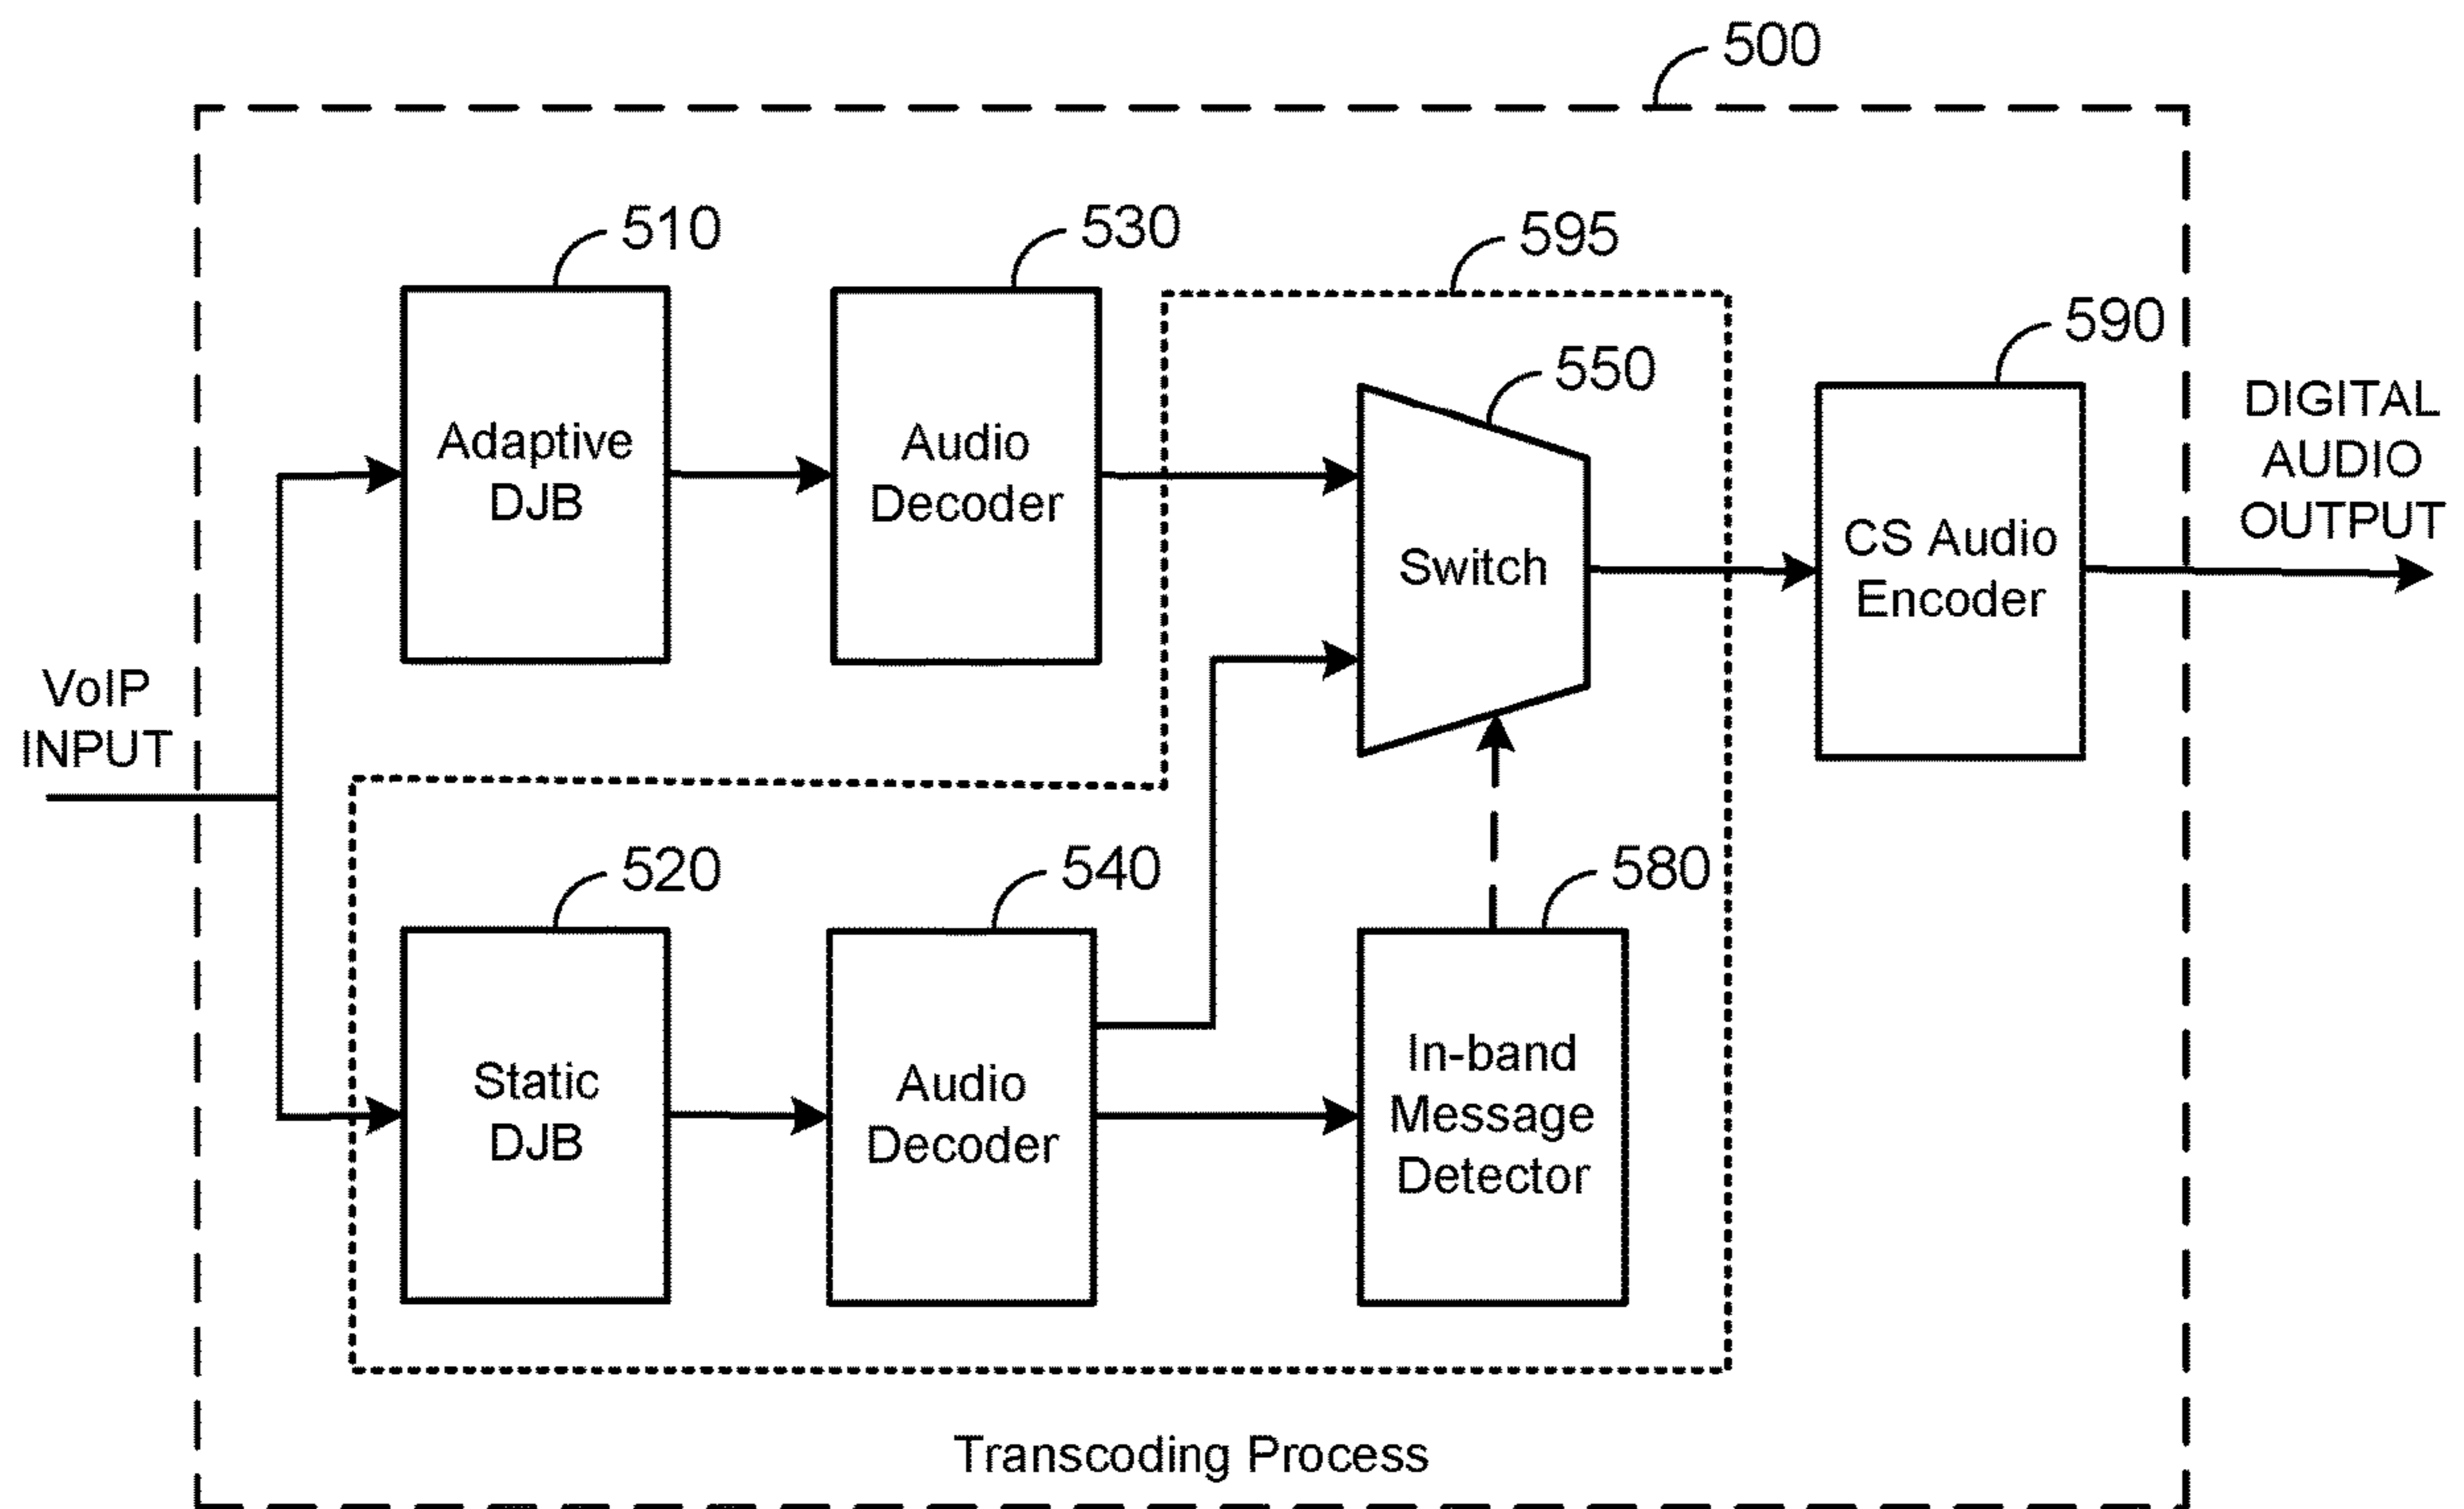 500
510
530
595
590
550
Adaptive
DJB
Audio
Decoder
Switch
CS Audio
Encoder
DIGITAL
AUDIO
OUTPUT
VoIP
INPUT
520
540
580
Static
DJB
Audio
Decoder
In-band
Message
Detector
Transcoding Process